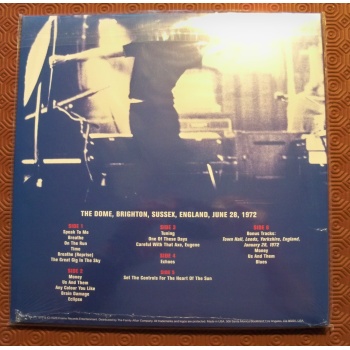 THE DOME, BRIGHTON, SUSSEX, ENGLAND, JUNE 28, 1972
SIDE 1
Speak To Me
Breathe
On The Run
Time
Breathe (Reprise)
The Great Gig In The Sky
SIDE 2
Money
Us And Them
Any Colour You Like
Brain Damage
Eclipse
SIDE 3
Tuning
One Of These Days
Careful With That Axe, Eugene
SIDE 4
Echoes
SIDE 5
Set The Controls For The Heart Of The Sun
SIDE 6
Bonus Tracks:
Town Hall, Leeds, Yorkshire, England,
January 20, 1972
Money
Us And Them
Blues